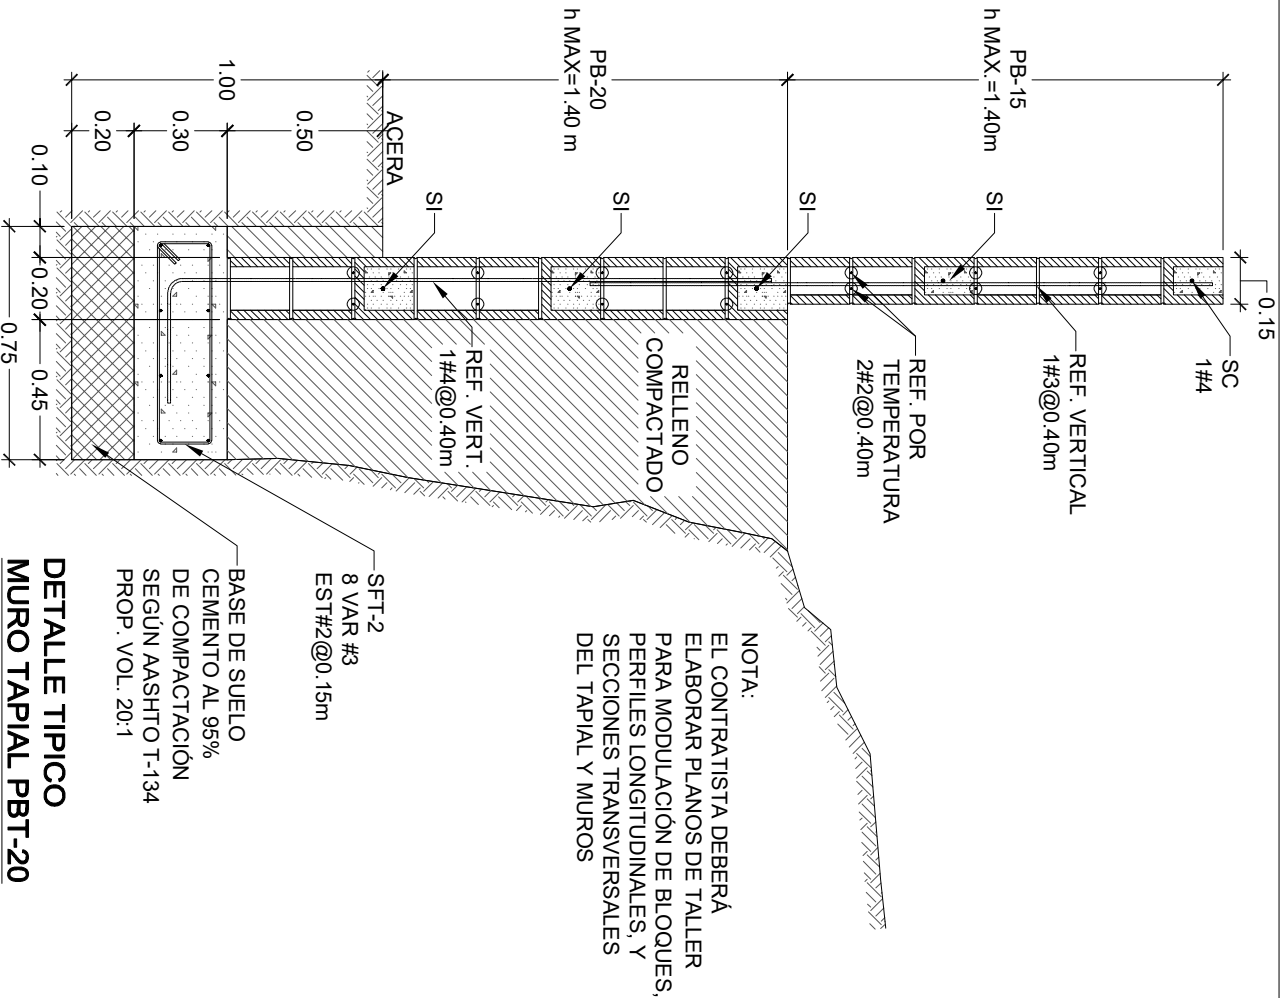 0.15
SC
1#4
PB-15
h MAX.=1.40m
SI
REF. VERTICAL
1#3@0.40m
REF. POR
TEMPERATURA
2#2@0.40m
SI
PB-20
h MAX=1.40 m
SI
RELLENO
COMPACTADO
SI
REF. VERT.
1#4@0.40m
ACERA
1.00
0.50
0.30
0.20
0.10
0.20
0.45
0.75
SFT-2
8 VAR #3
EST#2@0.15m
BASE DE SUELO
CEMENTO AL 95%
DE COMPACTACIÓN
SEGÚN AASHTO T-134
PROP. VOL. 20:1
NOTA:
EL CONTRATISTA DEBERÁ
ELABORAR PLANOS DE TALLER
PARA MODULACIÓN DE BLOQUES,
PERFILES LONGITUDINALES, Y
SECCIONES TRANSVERSALES
DEL TAPIAL Y MUROS
DETALLE TIPICO
MURO TAPIAL PBT-20